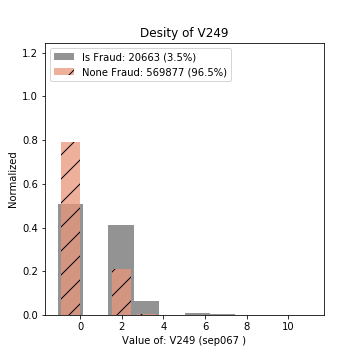 Desity of V249
Is Fraud: 20663 (3.5%)
None Fraud: 569877 (96.5%)
Normalized
1.2
1.0
0.8
0.6
0.4
0.2
0.0
0 2 4 6 8 10
Value of: V249 (sep067 )